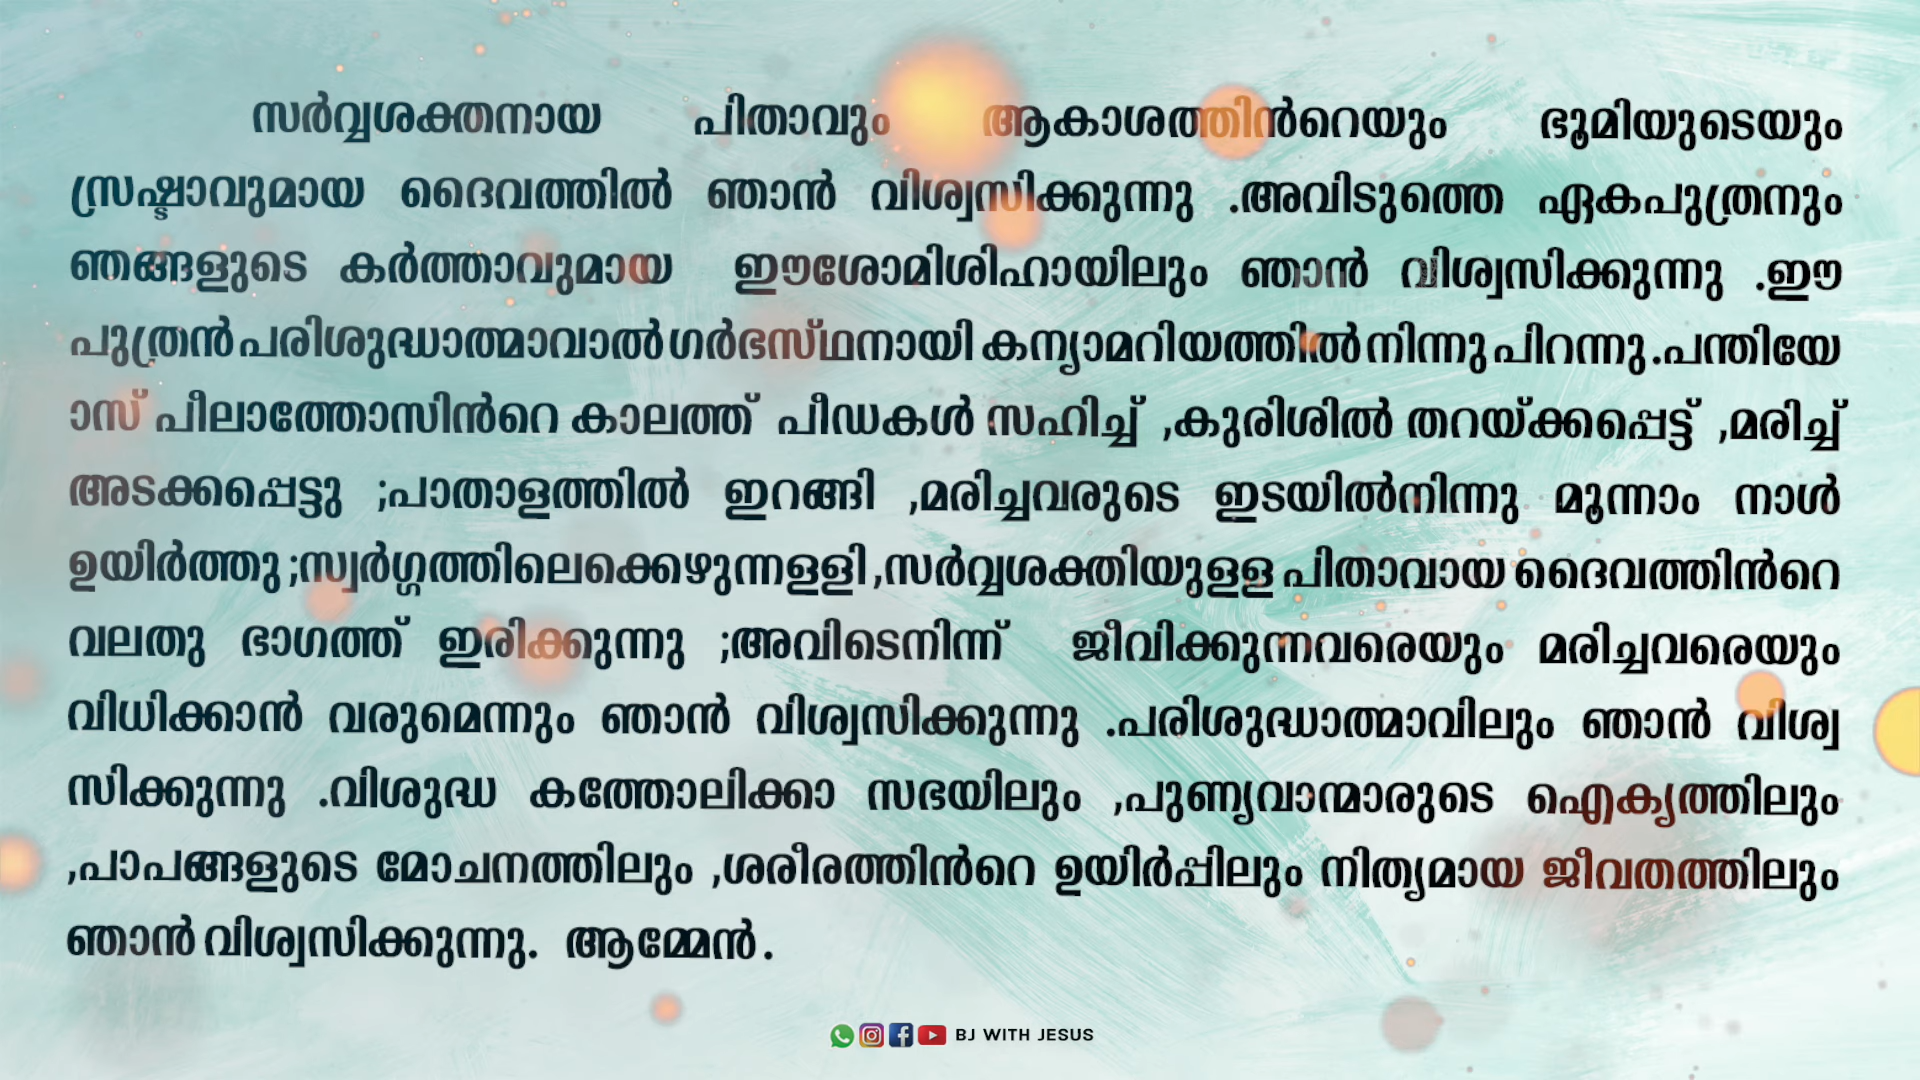 സർവ്വശക്തനായ പിതാവും ആകാശത്തിൻറെയും ഭൂമിയുടെയും
സ്രഷ്ടാവുമായ ദൈവത്തിൽ ഞാൻ വിശ്വസിക്കുന്നു .അവിടുത്തെ ഏകപുത്രനും
ഞങ്ങളുടെ കർത്താവുമായ ഈശോമിശിഹായിലും ഞാൻ വിശ്വസിക്കുന്നു .ഈ
പുത്രൻ പരിശുദ്ധാത്മാവാൽ ഗർഭസ്ഥനായി കന്യാമറിയത്തിൽ നിന്നു പിറന്നു .പന്തിയേ
ാസ് പീലാത്തോസിൻറെ കാലത്ത് പീഡകൾ സഹിച്ച് ,കുരിശിൽ തറയ്ക്കപ്പെട്ട് ,മരിച്ച്
അടക്കപ്പെട്ടു ;പാതാളത്തിൽ ഇറങ്ങി ,മരിച്ചവരുടെ ഇടയിൽനിന്നു മൂന്നാം നാൾ
ഉയിർത്തു ;സ്വർഗ്ഗത്തിലെക്കെഴുന്നളളി ,സർവ്വശക്തിയുളള പിതാവായ ദൈവത്തിൻറെ
വലതു ഭാഗത്ത് ഇരിക്കുന്നു ;അവിടെനിന്ന് ജീവിക്കുന്നവരെയും മരിച്ചവരെയും
വിധിക്കാൻ വരുമെന്നും ഞാൻ വിശ്വസിക്കുന്നു .പരിശുദ്ധാത്മാവിലും ഞാൻ വിശ്വ
സിക്കുന്നു .വിശുദ്ധ കത്തോലിക്കാ സഭയിലും ,പുണ്യവാന്മാരുടെ ഐക്യത്തിലും
,പാപങ്ങളുടെ മോചനത്തിലും ,ശരീരത്തിൻറെ ഉയിർപ്പിലും നിത്യമായ ജീവതത്തിലും
ഞാൻ വിശ്വസിക്കുന്നു. ആമ്മേൻ .
BJ WITH JESUS